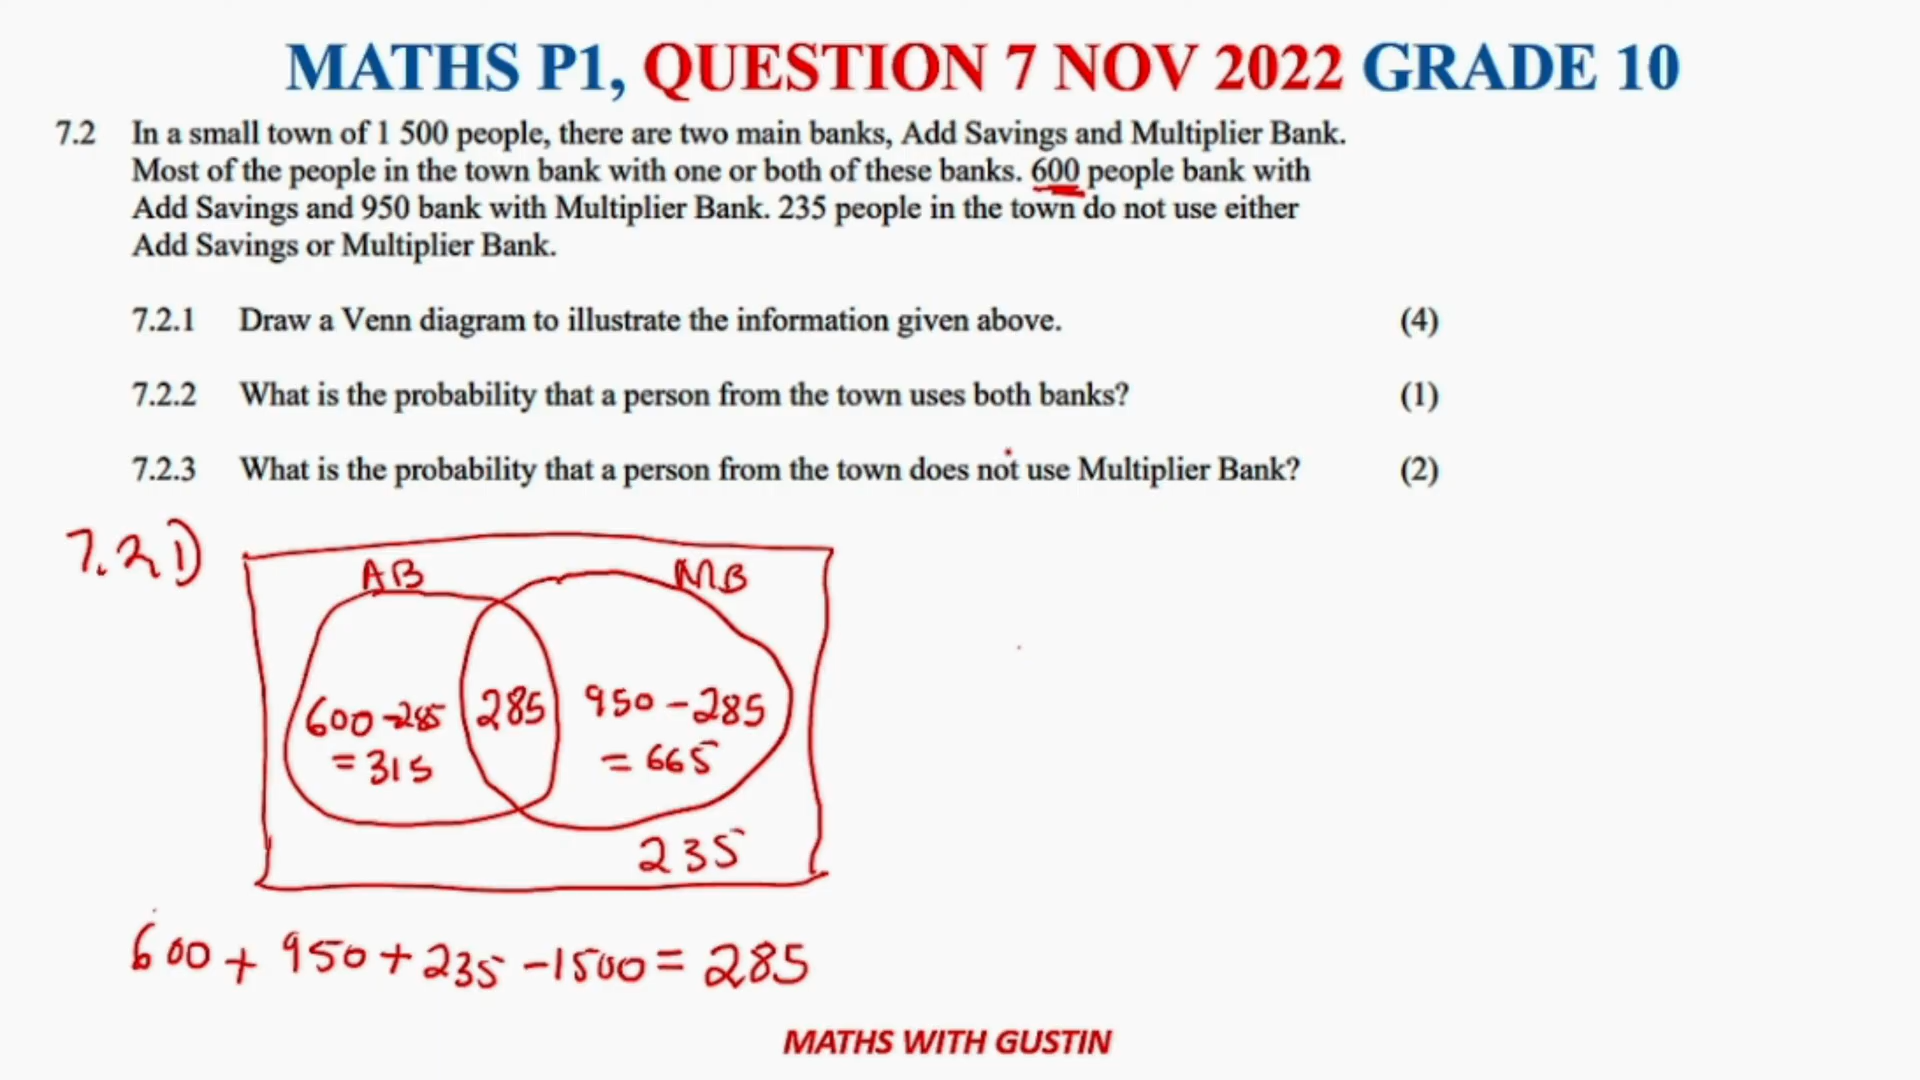 MATHS P1, QUESTION 7 NOV 2022 GRADE 10
7.2 In a small town of 1 500 people, there are two main banks, Add Savings and Multiplier Bank.
Most of the people in the town bank with one or both of these banks. 600 people bank with
Add Savings and 950 bank with Multiplier Bank. 235 people in the town do not use either
Add Savings or Multiplier Bank.
7.2.1 Draw a Venn diagram to illustrate the information given above. (4)
7.2.2 What is the probability that a person from the town uses both banks? (1)
7.2.3 What is the probability that a person from the town does not use Multiplier Bank? (2)
7.2 1)
AB MB
600-285 285 950-285
= 315 = 665
235
600 + 950 + 235 - 1500 = 285
MATHS WITH GUSTIN